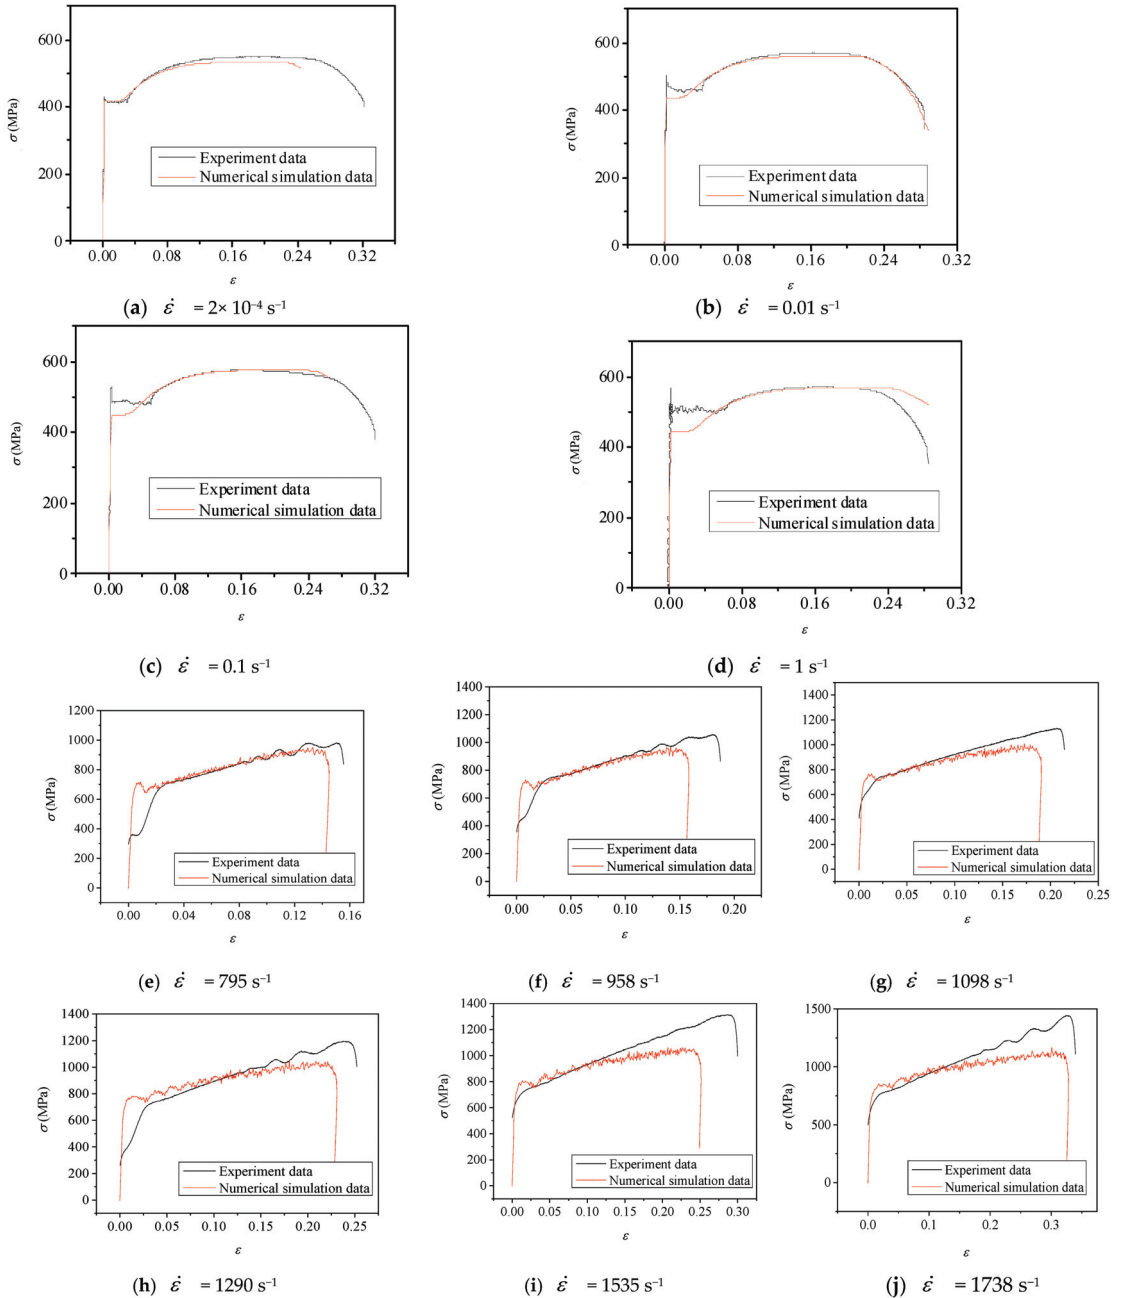 σ (MPa)
600
400
200
0
Experiment data
Numerical simulation data
0.00 0.08 0.16 0.24 0.32
ε
(a) ε̇ = 2× 10⁻⁴ s⁻¹
σ (MPa)
600
400
200
0
Experiment data
Numerical simulation data
0.00 0.08 0.16 0.24 0.32
ε
(b) ε̇ = 0.01 s⁻¹
σ (MPa)
600
400
200
0
Experiment data
Numerical simulation data
0.00 0.08 0.16 0.24 0.32
ε
(c) ε̇ = 0.1 s⁻¹
σ (MPa)
600
400
200
0
Experiment data
Numerical simulation data
0.00 0.08 0.16 0.24 0.32
ε
(d) ε̇ = 1 s⁻¹
σ (MPa)
1200
1000
800
600
400
200
0
Experiment data
Numerical simulation data
0.00 0.04 0.08 0.12 0.16
ε
(e) ε̇ = 795 s⁻¹
σ (MPa)
1400
1200
1000
800
600
400
200
0
Experiment data
Numerical simulation data
0.00 0.05 0.10 0.15 0.20
ε
(f) ε̇ = 958 s⁻¹
σ (MPa)
1400
1200
1000
800
600
400
200
0
Experiment data
Numerical simulation data
0.00 0.05 0.10 0.15 0.20 0.25
ε
(g) ε̇ = 1098 s⁻¹
σ (MPa)
1400
1200
1000
800
600
400
200
0
Experiment data
Numerical simulation data
0.00 0.05 0.10 0.15 0.20 0.25
ε
(h) ε̇ = 1290 s⁻¹
σ (MPa)
1400
1200
1000
800
600
400
200
0
Experiment data
Numerical simulation data
0.00 0.05 0.10 0.15 0.20 0.25 0.30
ε
(i) ε̇ = 1535 s⁻¹
σ (MPa)
1500
1000
500
0
Experiment data
Numerical simulation data
0.0 0.1 0.2 0.3
ε
(j) ε̇ = 1738 s⁻¹